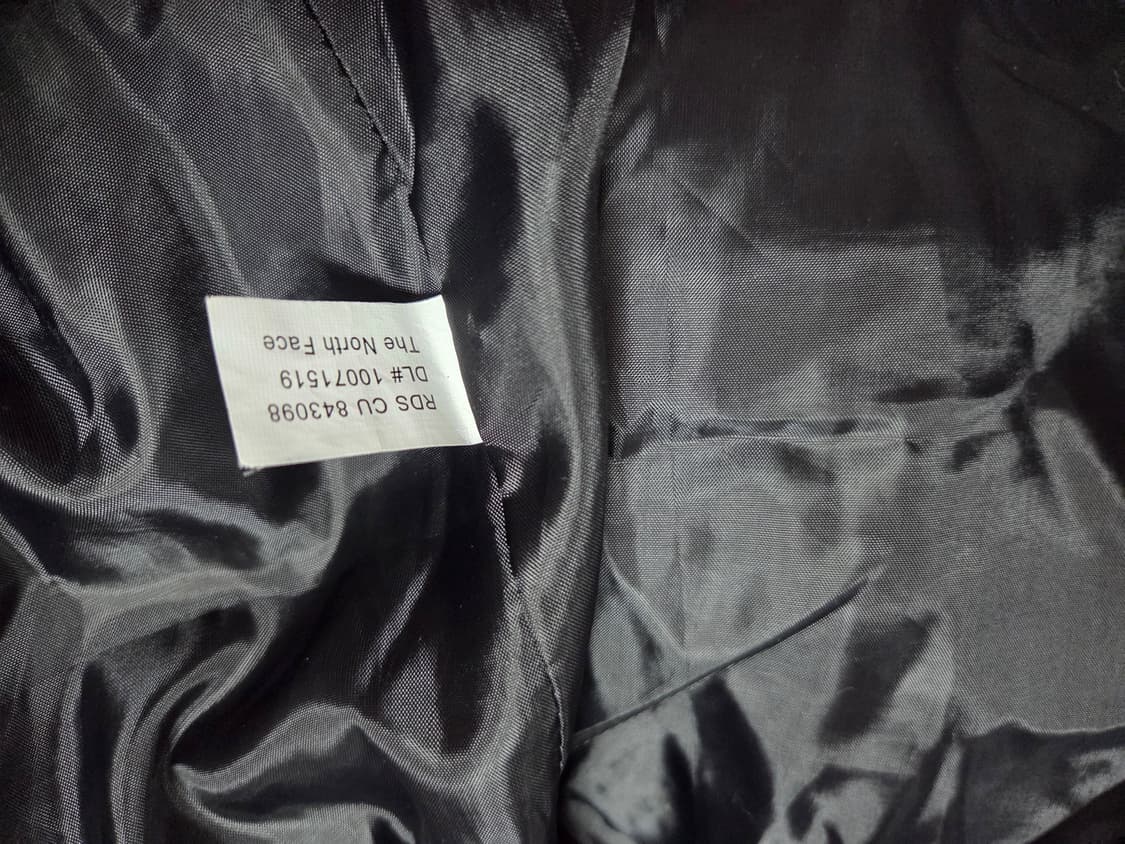 RDS CU 843098
DL# 10071519
The North Face